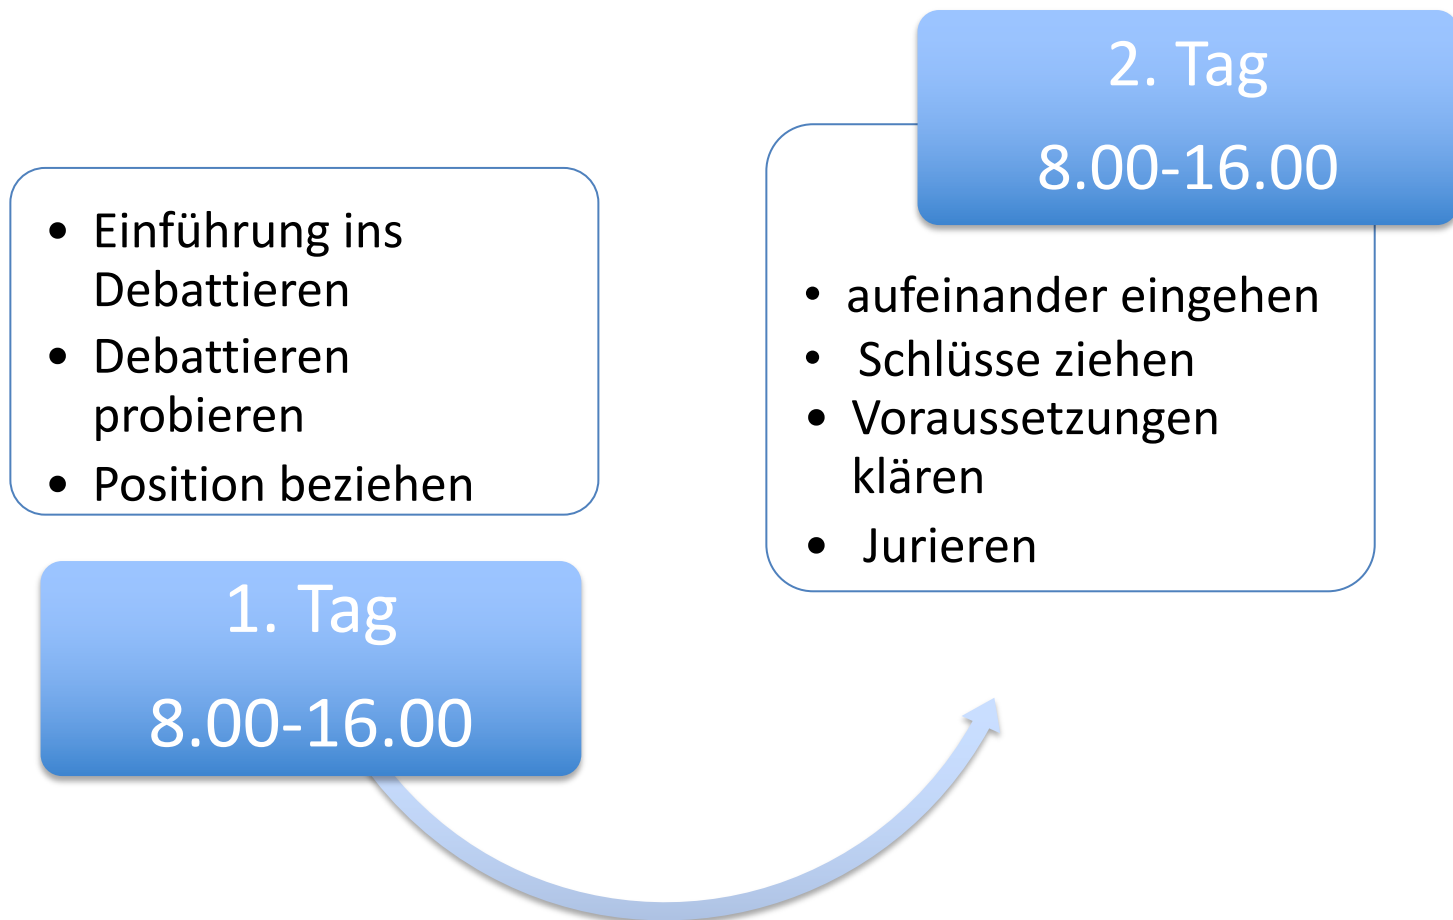 • Einführung ins
Debattieren
• Debattieren
probieren
• Position beziehen
1. Tag
8.00-16.00
2. Tag
8.00-16.00
• aufeinander eingehen
• Schlüsse ziehen
• Voraussetzungen
klären
• Jurieren